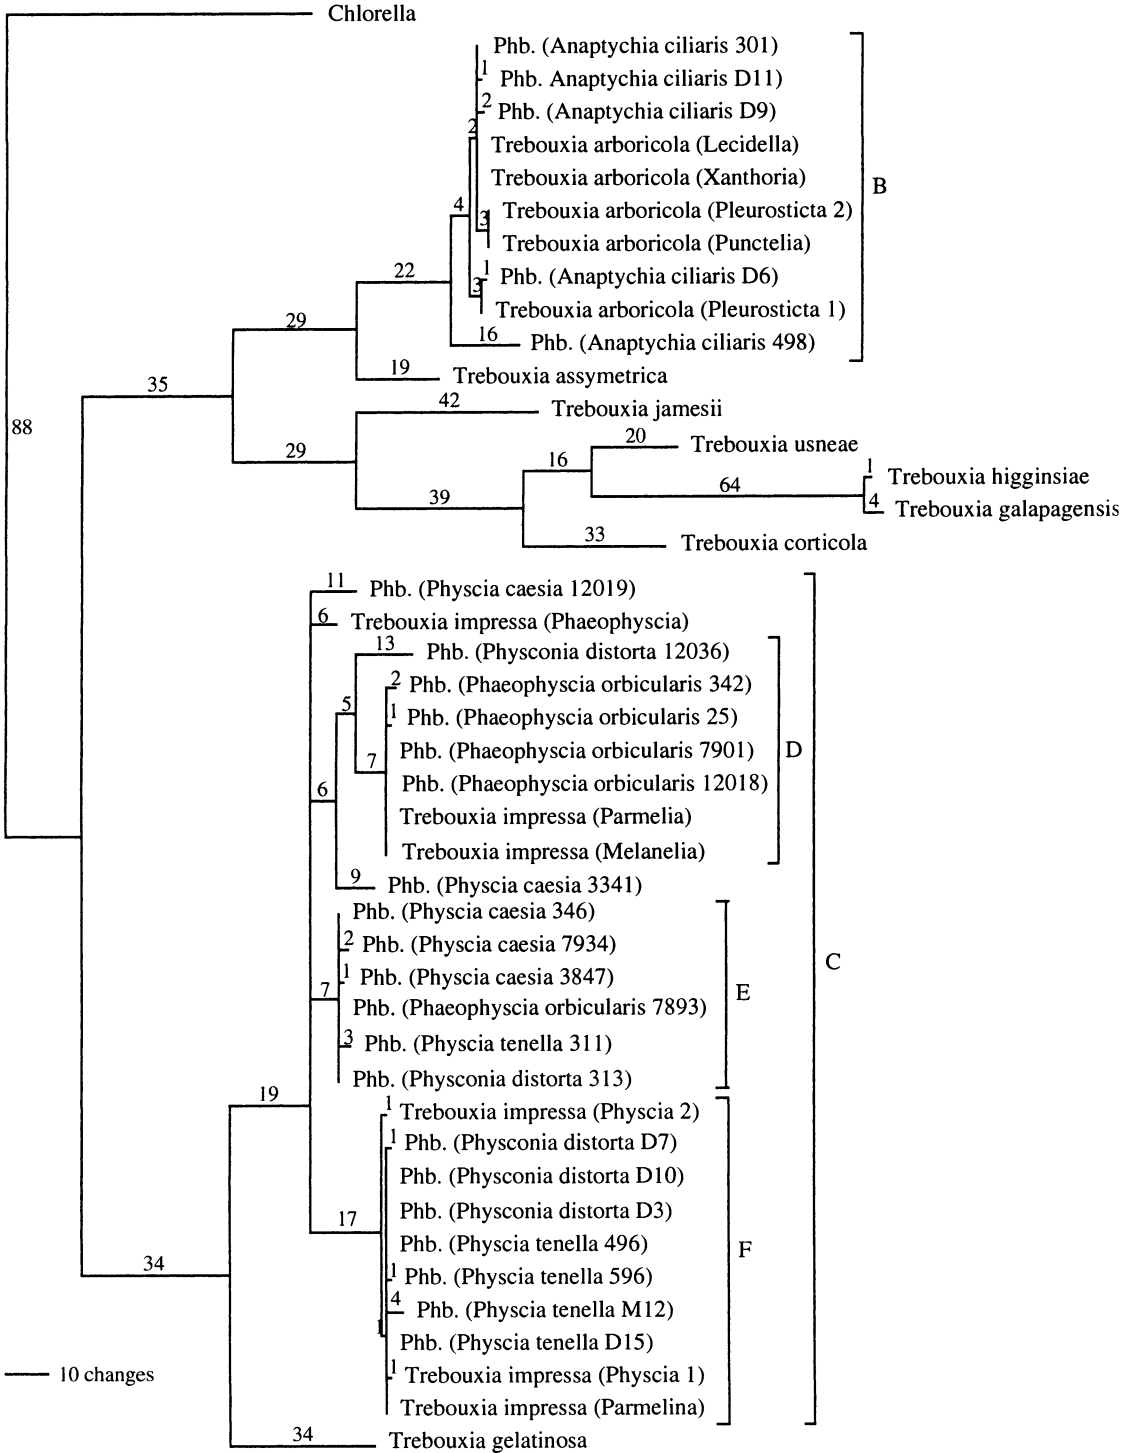 Chlorella
Phb. (Anaptychia ciliaris 301)
1 Phb. Anaptychia ciliaris D11)
2 Phb. (Anaptychia ciliaris D9)
2
Trebouxia arboricola (Lecidella)
Trebouxia arboricola (Xanthoria)
B
4
3 Trebouxia arboricola (Pleurosticta 2)
Trebouxia arboricola (Punctelia)
22
1 Phb. (Anaptychia ciliaris D6)
3
Trebouxia arboricola (Pleurosticta 1)
29
16 Phb. (Anaptychia ciliaris 498)
19 Trebouxia assymetrica
35
42 Trebouxia jamesii
88
20 Trebouxia usneae
29
16
1 Trebouxia higginsiae
64
39
4 Trebouxia galapagensis
33 Trebouxia corticola
11 Phb. (Physcia caesia 12019)
6 Trebouxia impressa (Phaeophyscia)
13 Phb. (Physconia distorta 12036)
2 Phb. (Phaeophyscia orbicularis 342)
5
1 Phb. (Phaeophyscia orbicularis 25)
Phb. (Phaeophyscia orbicularis 7901)
D
7
Phb. (Phaeophyscia orbicularis 12018)
6
Trebouxia impressa (Parmelia)
Trebouxia impressa (Melanelia)
9 Phb. (Physcia caesia 3341)
Phb. (Physcia caesia 346)
2 Phb. (Physcia caesia 7934)
C
1 Phb. (Physcia caesia 3847)
7
E
Phb. (Phaeophyscia orbicularis 7893)
3 Phb. (Physcia tenella 311)
Phb. (Physconia distorta 313)
19
1 Trebouxia impressa (Physcia 2)
1 Phb. (Physconia distorta D7)
Phb. (Physconia distorta D10)
Phb. (Physconia distorta D3)
17
Phb. (Physcia tenella 496)
F
34
1 Phb. (Physcia tenella 596)
4 Phb. (Physcia tenella M12)
1
Phb. (Physcia tenella D15)
10 changes
1 Trebouxia impressa (Physcia 1)
Trebouxia impressa (Parmelina)
34 Trebouxia gelatinosa